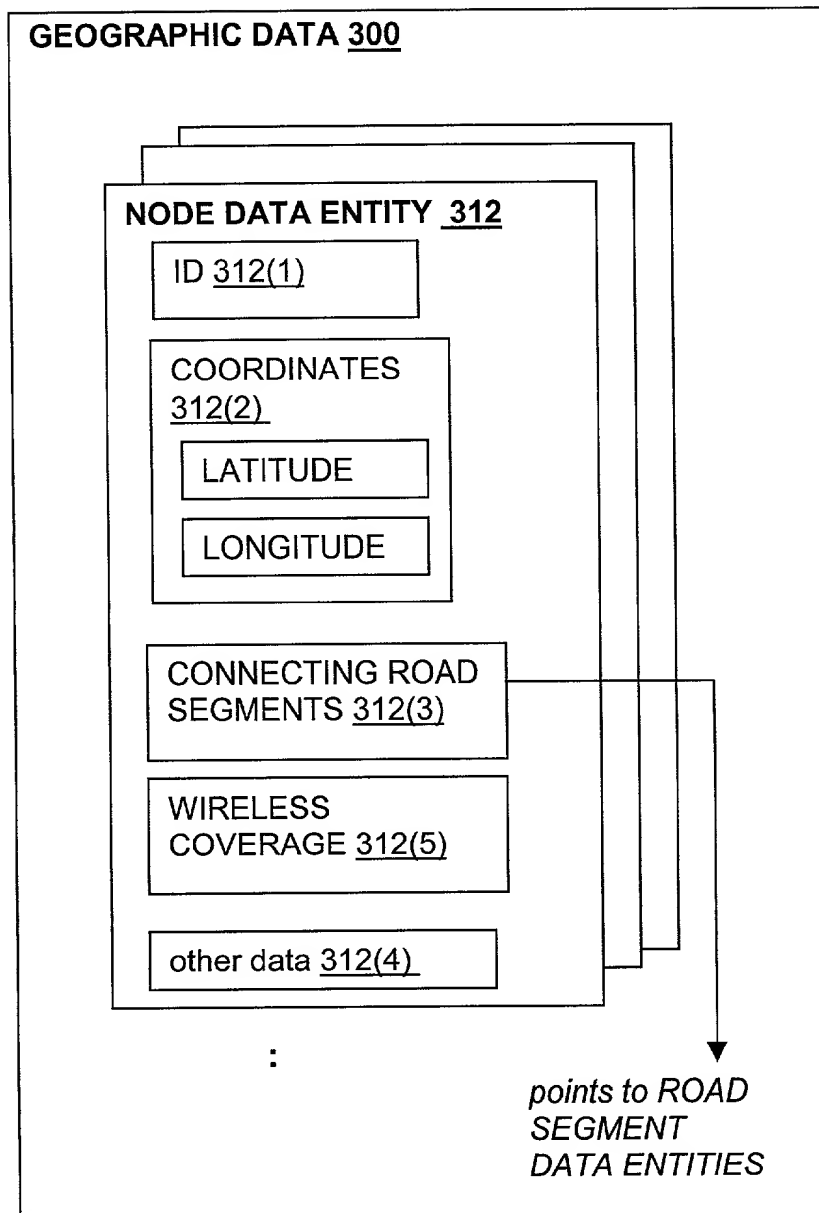 GEOGRAPHIC DATA 300
NODE DATA ENTITY 312
ID 312(1)
COORDINATES
312(2)
LATITUDE
LONGITUDE
CONNECTING ROAD
SEGMENTS 312(3)
WIRELESS
COVERAGE 312(5)
other data 312(4)
:
points to ROAD
SEGMENT
DATA ENTITIES